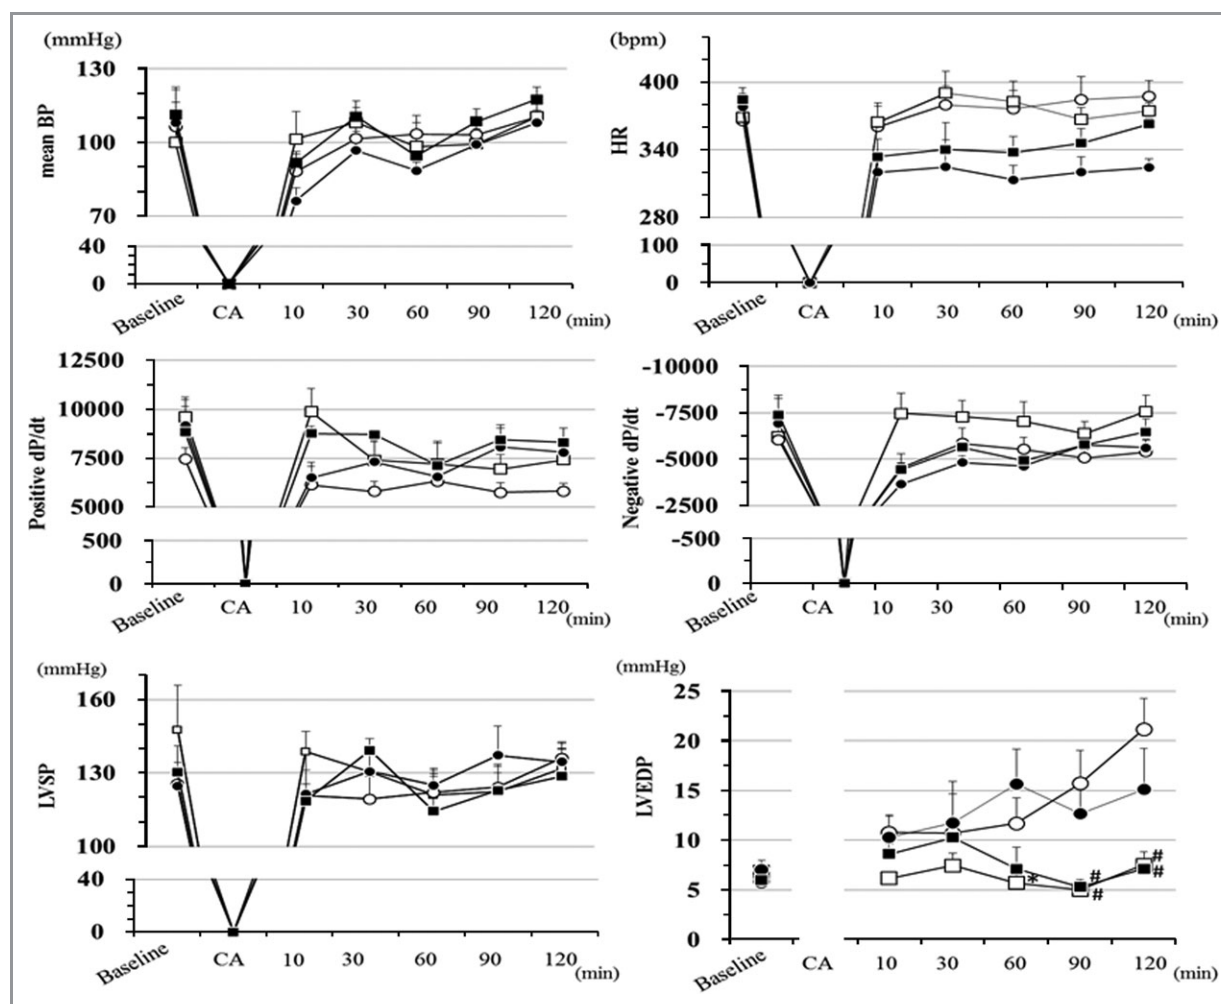 (mmHg)
mean BP
130
100
70
40
0
Baseline
CA
10
30
60
90
120
(min)
(bpm)
HR
400
340
280
100
0
Baseline
CA
10
30
60
90
120
(min)
Positive dP/dt
12500
10000
7500
5000
500
0
Baseline
CA
10
30
60
90
120
(min)
Negative dP/dt
-10000
-7500
-5000
-2500
-500
0
Baseline
CA
10
30
60
90
120
(min)
(mmHg)
LVSP
160
130
100
40
0
Baseline
CA
10
30
60
90
120
(min)
(mmHg)
LVEDP
25
20
15
10
5
0
*
#
#
#
#
Baseline
CA
10
30
60
90
120
(min)